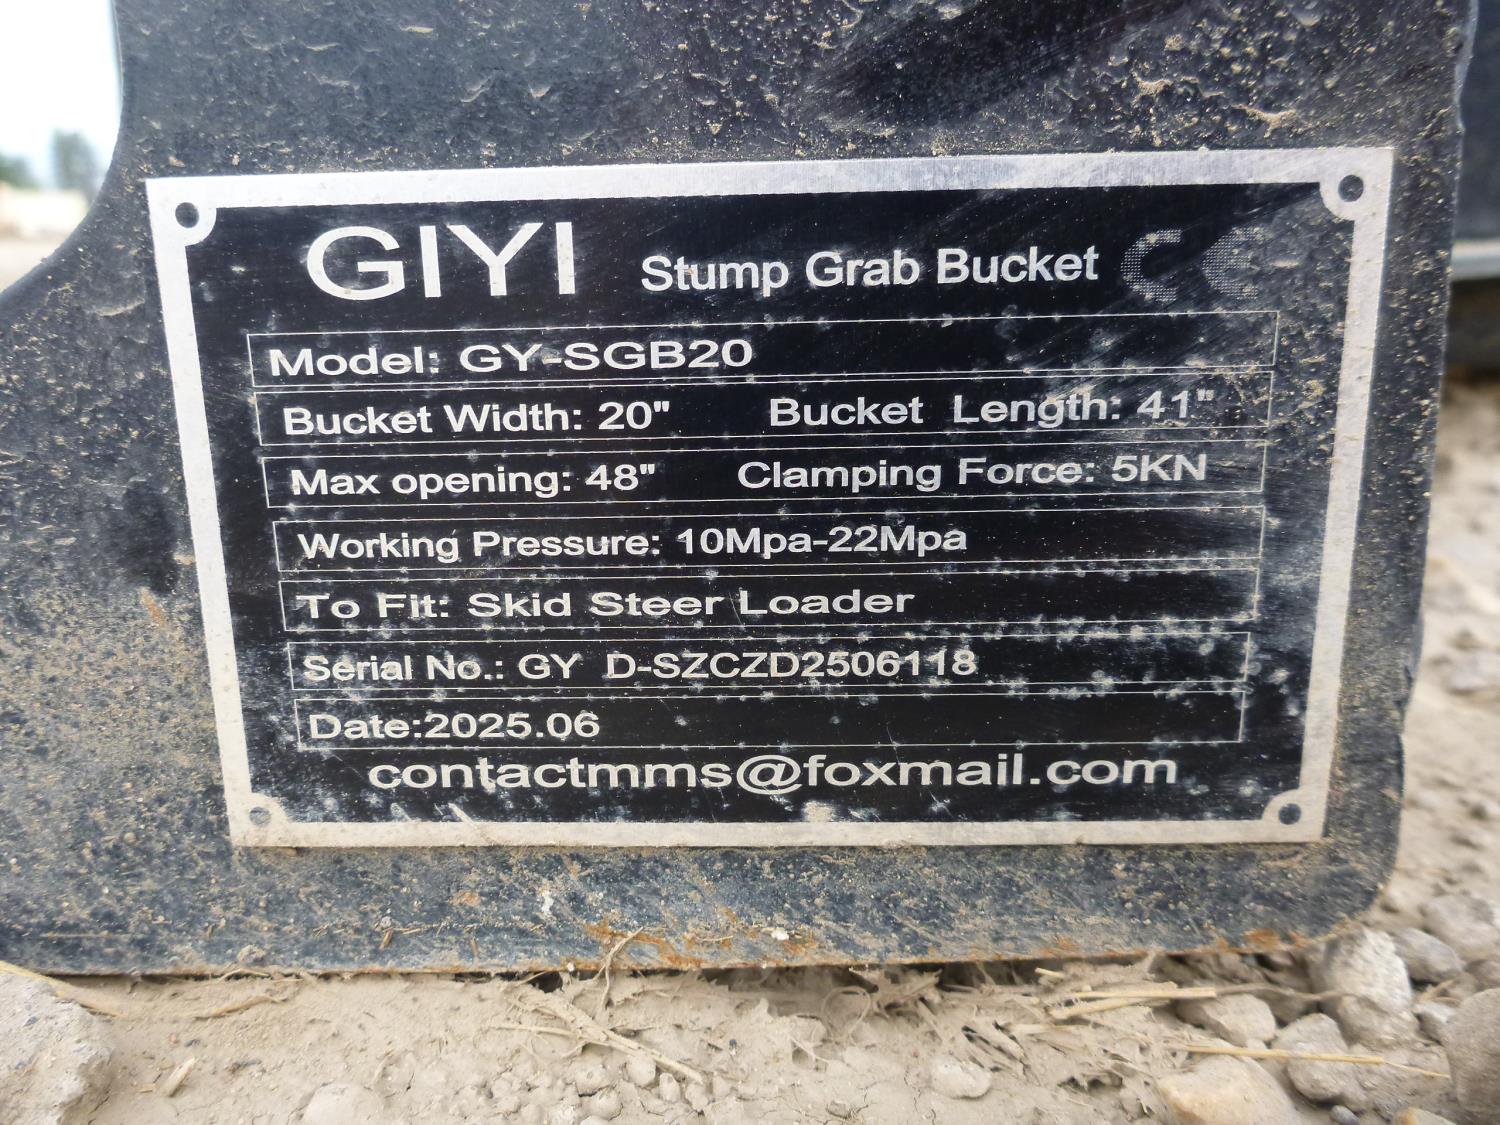 GIYI Stump Grab Bucket CE
Model: GY-SGB20
Bucket Width: 20" Bucket Length: 41"
Max opening: 48" Clamping Force: 5KN
Working Pressure: 10Mpa-22Mpa
To Fit: Skid Steer Loader
Serial No.: GY D-SZCZD2506118
Date:2025.06
contactmms@foxmail.com